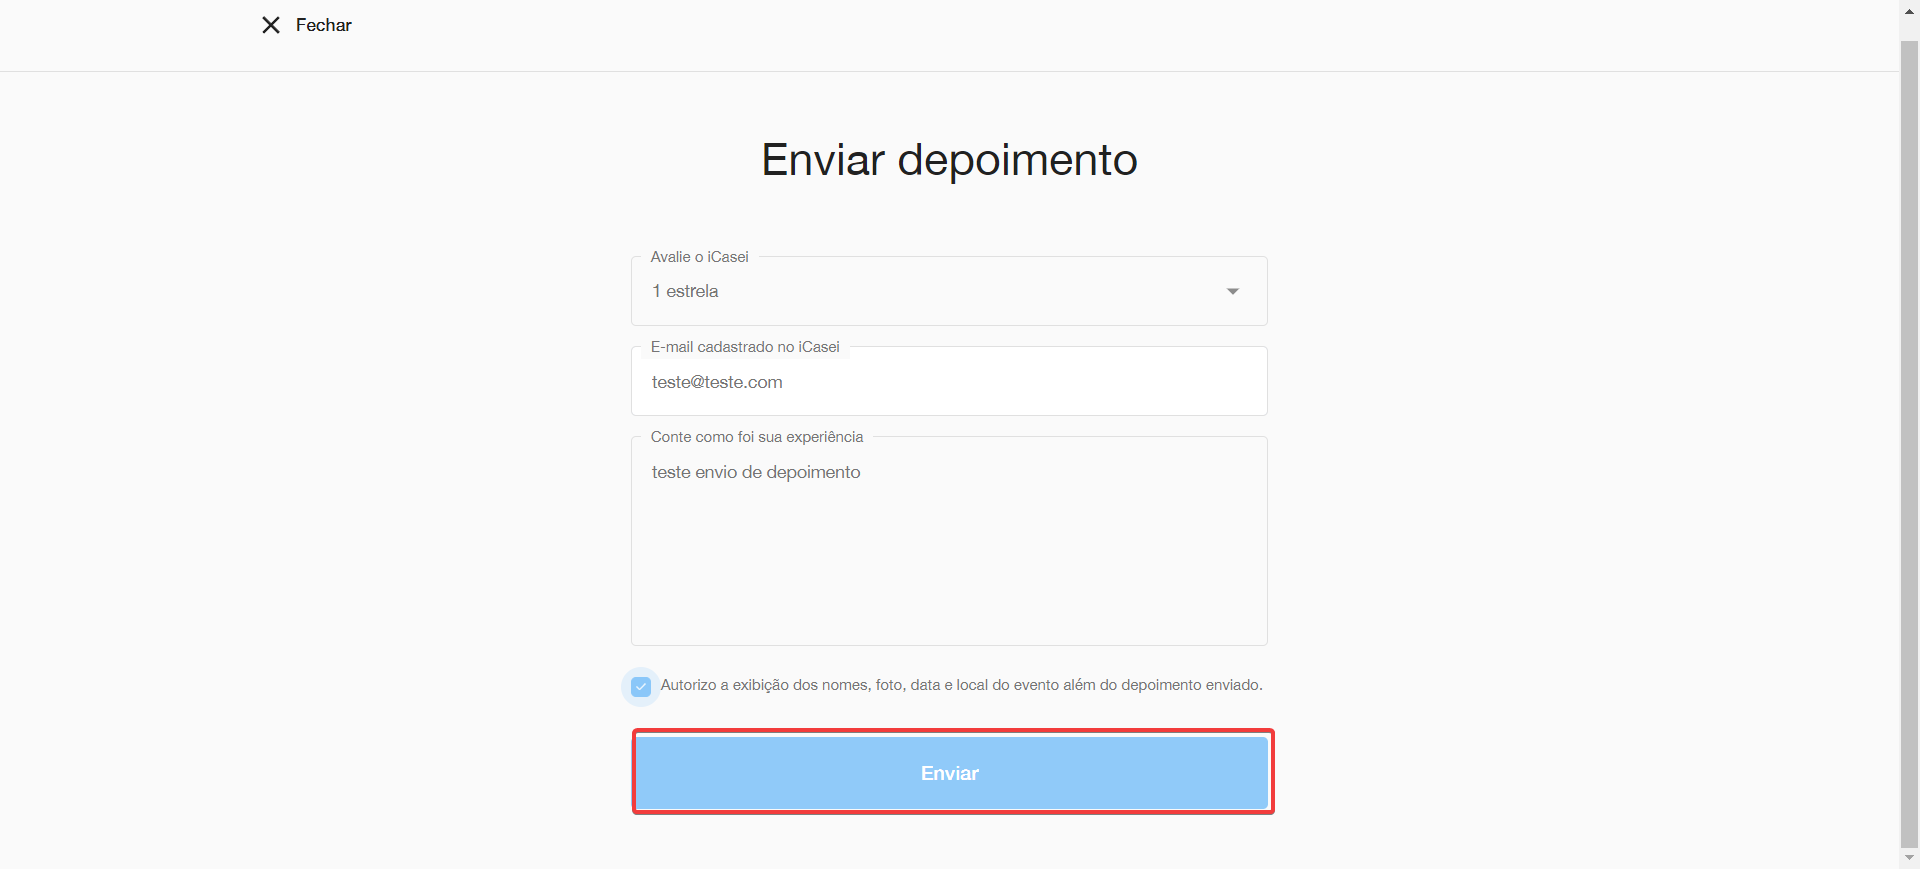 Fechar
Enviar depoimento
Avalie o iCasei
1 estrela
E-mail cadastrado no iCasei
teste@teste.com
Conte como foi sua experiência
teste envio de depoimento
Autorizo a exibição dos nomes, foto, data e local do evento além do depoimento enviado.
Enviar